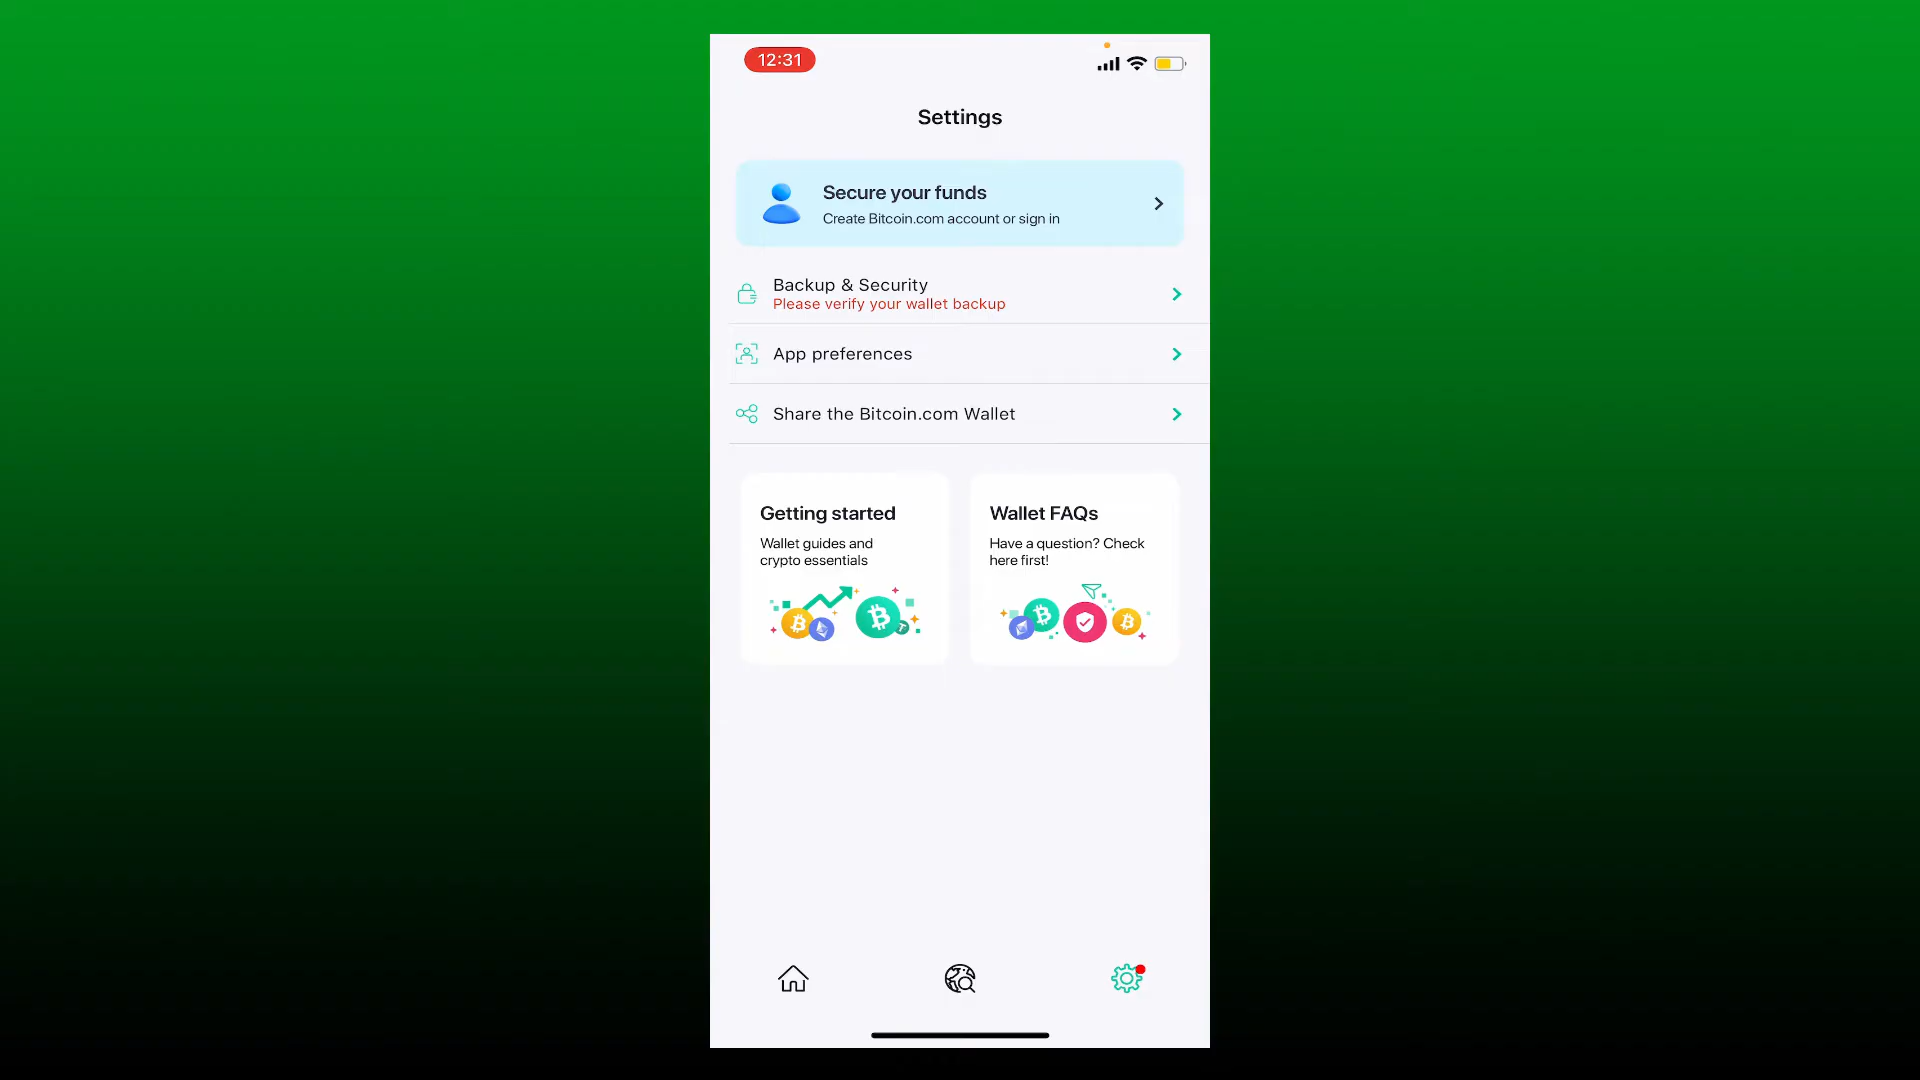 12:31
Settings
Secure your funds
Create Bitcoin.com account or sign in
Backup & Security
Please verify your wallet backup
App preferences
Share the Bitcoin.com Wallet
Getting started
Wallet guides and
crypto essentials
Wallet FAQs
Have a question? Check
here first!